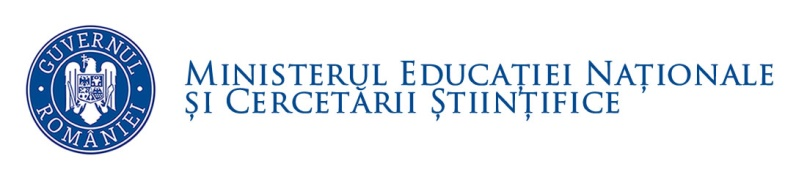 GUVERNUL
ROMÂNIEI
MINISTERUL EDUCAȚIEI NAȚIONALE
ȘI CERCETĂRII ȘTIINȚIFICE